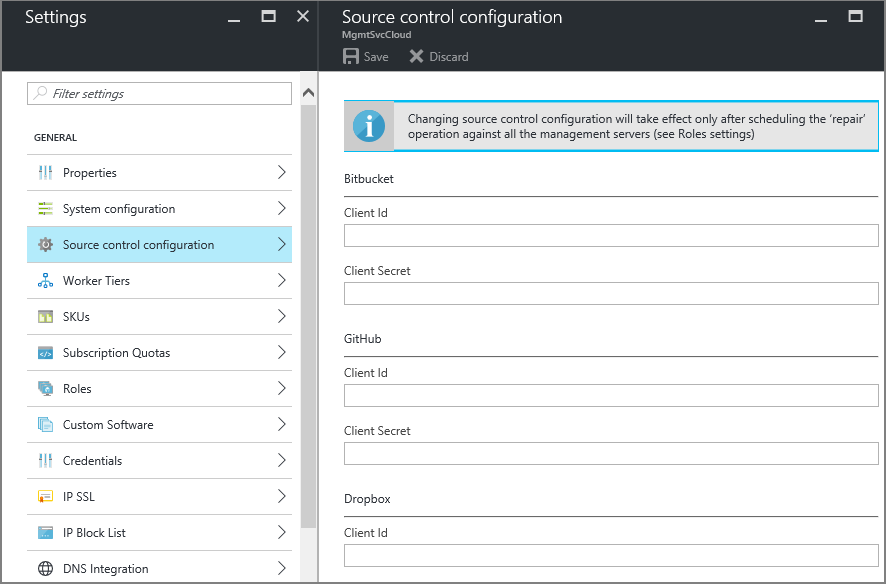 Settings
Filter settings
GENERAL
Properties
System configuration
Source control configuration
Worker Tiers
SKUs
Subscription Quotas
Roles
Custom Software
Credentials
IP SSL
IP Block List
DNS Integration
Source control configuration
MgmtSvcCloud
Save Discard
Changing source control configuration will take effect only after scheduling the ‘repair’
operation against all the management servers (see Roles settings)
Bitbucket
Client Id
Client Secret
GitHub
Client Id
Client Secret
Dropbox
Client Id